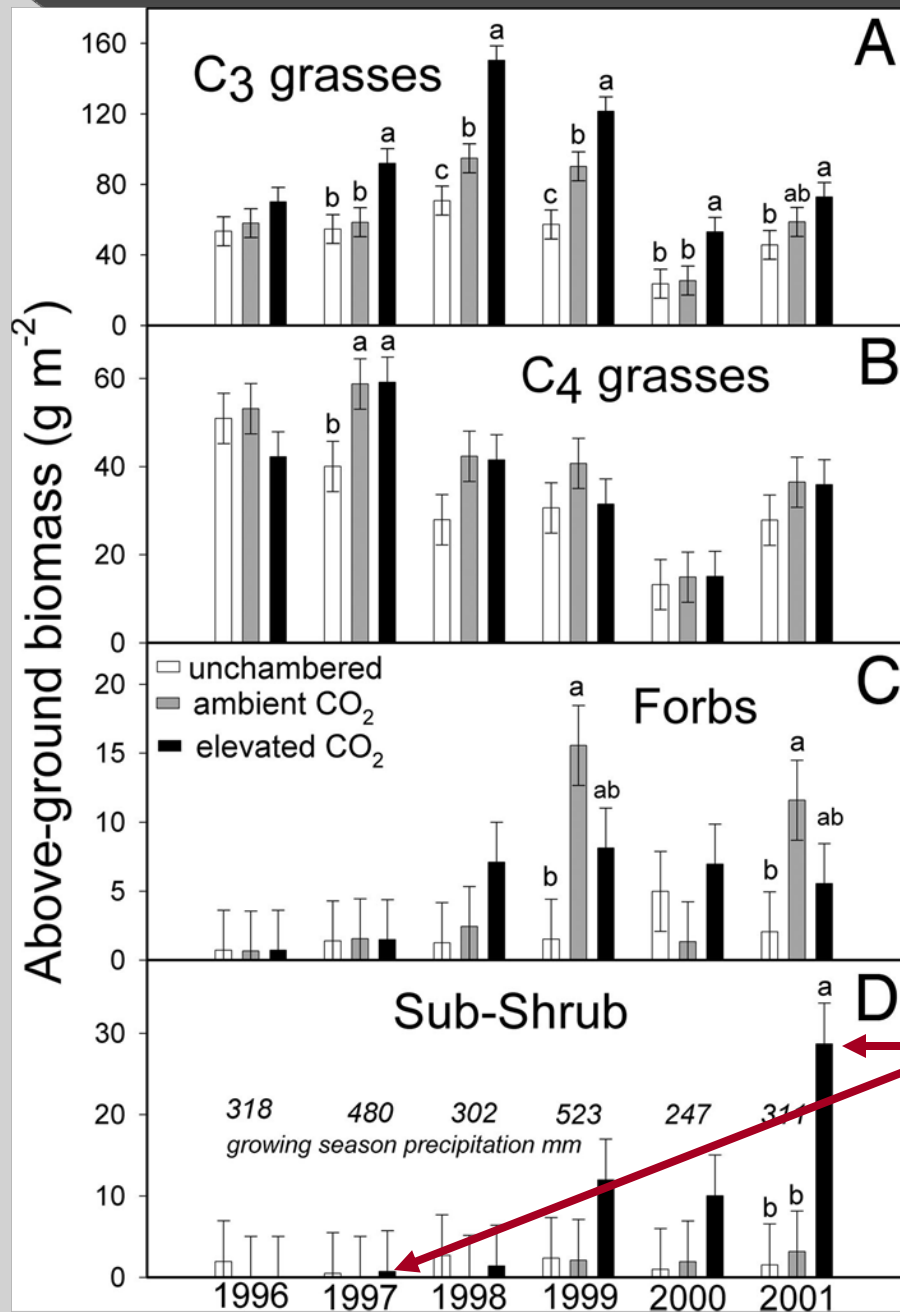 Above-ground biomass (g m⁻²)
A
C₃ grasses
160
120
80
40
0
b b a
c b a
c b a
b b a
b ab a
B
C₄ grasses
60
40
20
0
b a a
C
Forbs
unchambered
ambient CO₂
elevated CO₂
20
15
10
5
0
b a ab
b a ab
D
Sub-Shrub
30
20
10
0
318 480 302 523 247
growing season precipitation mm
b b a
1996 1997 1998 1999 2000 2001